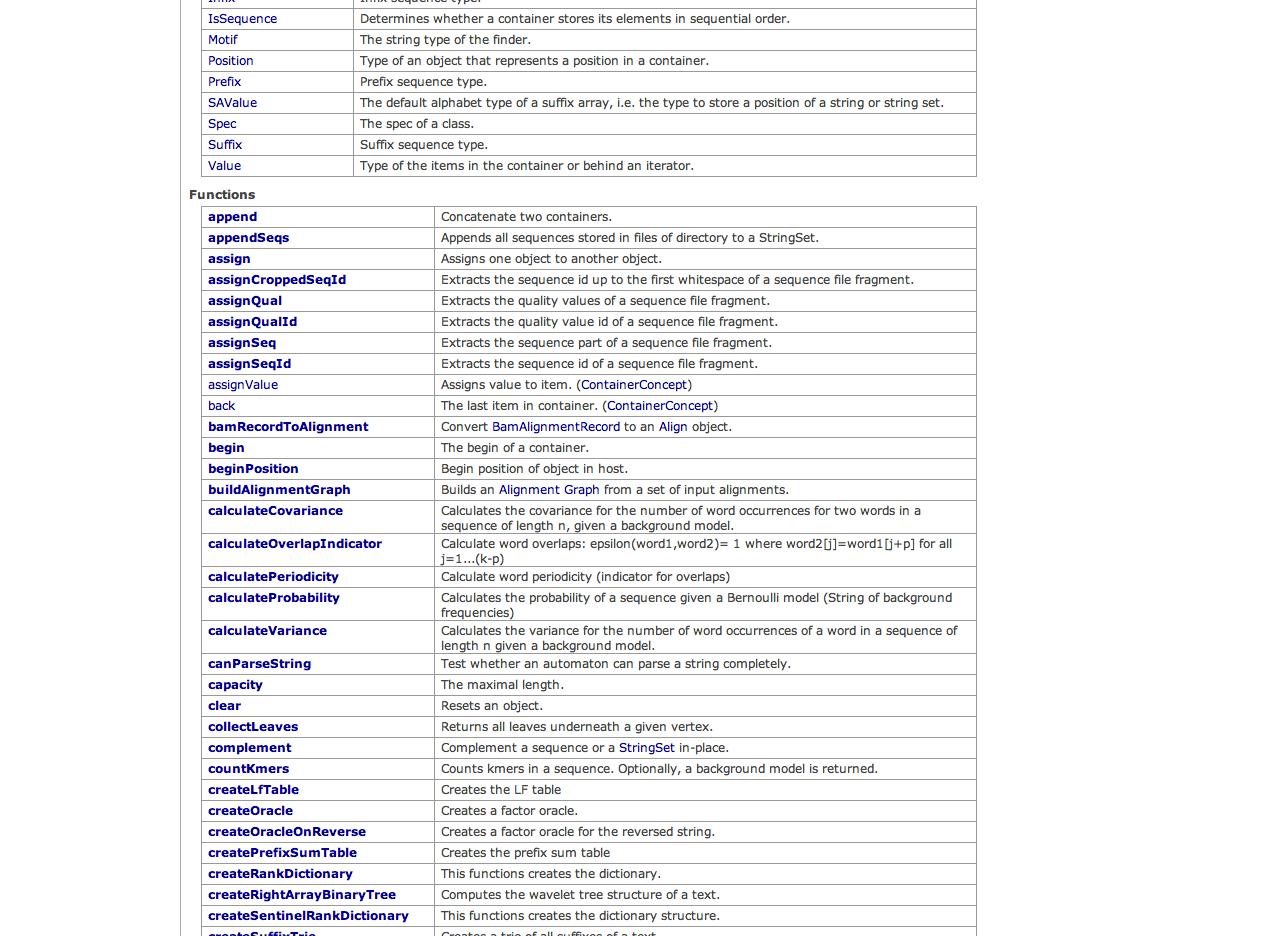 Infix Infix sequence type.
IsSequence Determines whether a container stores its elements in sequential order.
Motif The string type of the finder.
Position Type of an object that represents a position in a container.
Prefix Prefix sequence type.
SAValue The default alphabet type of a suffix array, i.e. the type to store a position of a string or string set.
Spec The spec of a class.
Suffix Suffix sequence type.
Value Type of the items in the container or behind an iterator.
Functions
append Concatenate two containers.
appendSeqs Appends all sequences stored in files of directory to a StringSet.
assign Assigns one object to another object.
assignCroppedSeqId Extracts the sequence id up to the first whitespace of a sequence file fragment.
assignQual Extracts the quality values of a sequence file fragment.
assignQualId Extracts the quality value id of a sequence file fragment.
assignSeq Extracts the sequence part of a sequence file fragment.
assignSeqId Extracts the sequence id of a sequence file fragment.
assignValue Assigns value to item. (ContainerConcept)
back The last item in container. (ContainerConcept)
bamRecordToAlignment Convert BamAlignmentRecord to an Align object.
begin The begin of a container.
beginPosition Begin position of object in host.
buildAlignmentGraph Builds an Alignment Graph from a set of input alignments.
calculateCovariance Calculates the covariance for the number of word occurrences for two words in a
sequence of length n, given a background model.
calculateOverlapIndicator Calculate word overlaps: epsilon(word1,word2)= 1 where word2[j]=word1[j+p] for all
j=1...(k-p)
calculatePeriodicity Calculate word periodicity (indicator for overlaps)
calculateProbability Calculates the probability of a sequence given a Bernoulli model (String of background
frequencies)
calculateVariance Calculates the variance for the number of word occurrences of a word in a sequence of
length n given a background model.
canParseString Test whether an automaton can parse a string completely.
capacity The maximal length.
clear Resets an object.
collectLeaves Returns all leaves underneath a given vertex.
complement Complement a sequence or a StringSet in-place.
countKmers Counts kmers in a sequence. Optionally, a background model is returned.
createLfTable Creates the LF table
createOracle Creates a factor oracle.
createOracleOnReverse Creates a factor oracle for the reversed string.
createPrefixSumTable Creates the prefix sum table
createRankDictionary This functions creates the dictionary.
createRightArrayBinaryTree Computes the wavelet tree structure of a text.
createSentinelRankDictionary This functions creates the dictionary structure.
createSuffixTrie Creates a trie of all suffixes of a text.